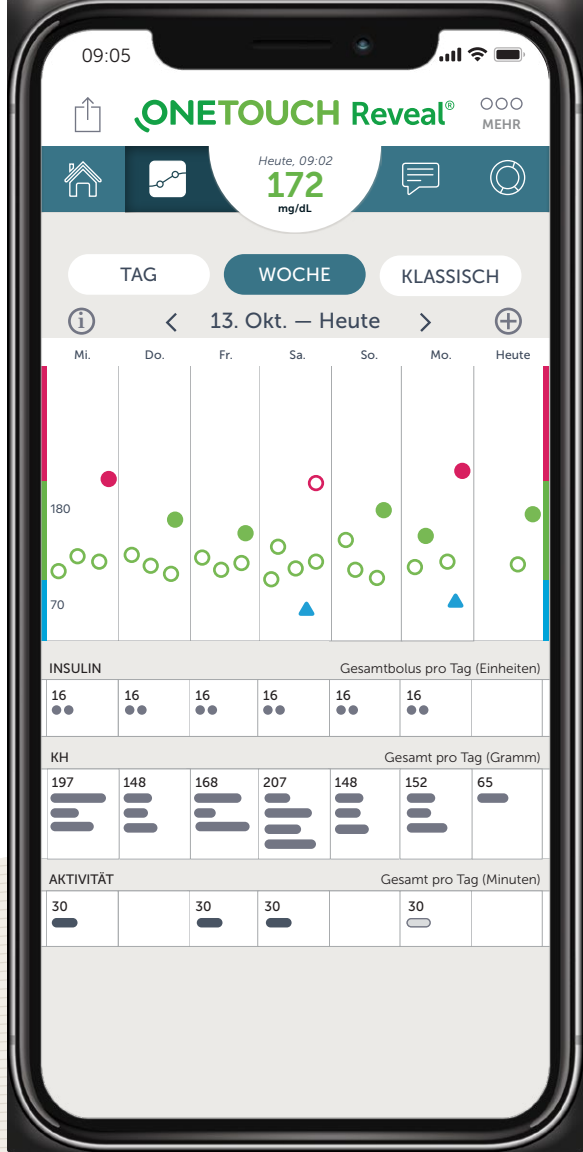 09:05
ONETOUCH Reveal®
MEHR
Heute, 09:02
172
mg/dL
TAG WOCHE KLASSISCH
i < 13. Okt. — Heute >
Mi. Do. Fr. Sa. So. Mo. Heute
180
70
INSULIN Gesamtbolus pro Tag (Einheiten)
16 16 16 16 16 16
KH Gesamt pro Tag (Gramm)
197 148 168 207 148 152 65
AKTIVITÄT Gesamt pro Tag (Minuten)
30 30 30 30